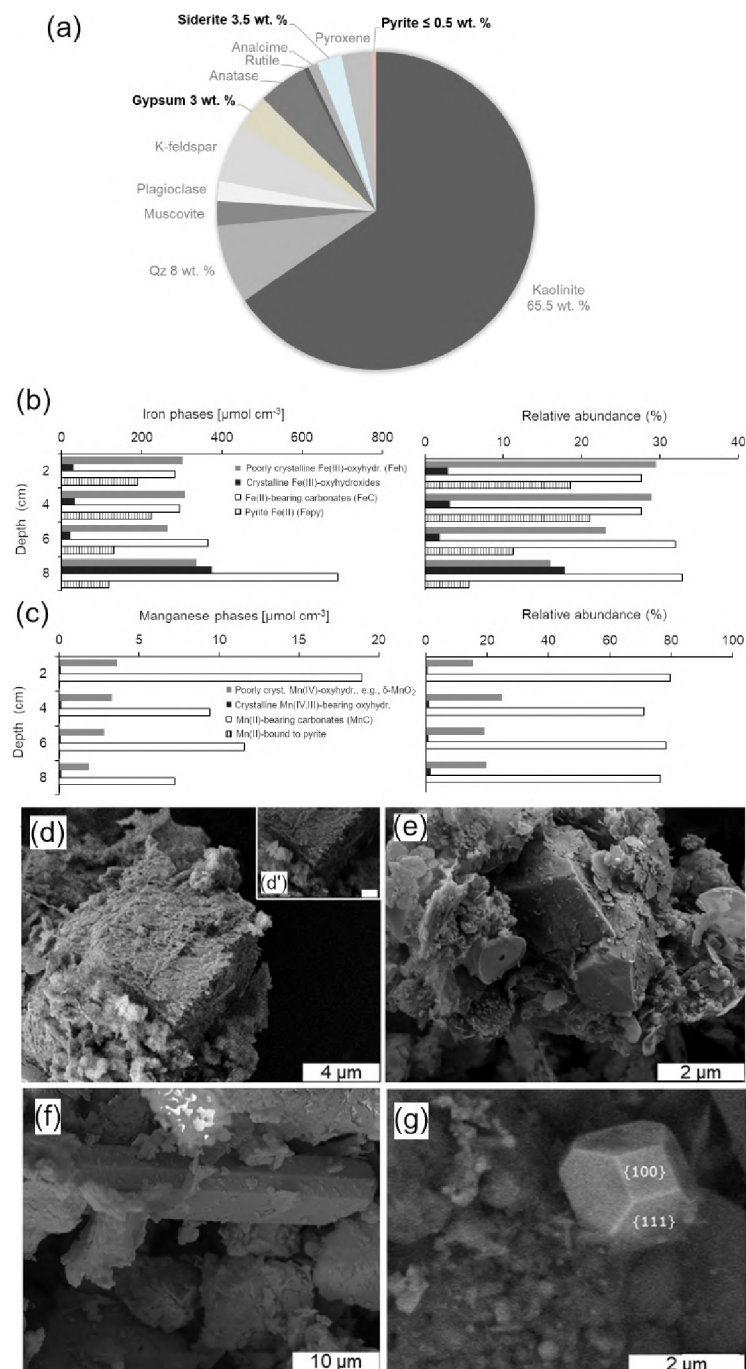 (a)
Siderite 3.5 wt. %
Pyroxene
Pyrite ≤ 0.5 wt. %
Analcime
Rutile
Anatase
Gypsum 3 wt. %
K-feldspar
Plagioclase
Muscovite
Qz 8 wt. %
Kaolinite
65.5 wt. %
(b)
Iron phases [µmol cm-3]
0 200 400 600 800
Depth (cm)
2
4
6
8
Poorly crystalline Fe(III)-oxyhydr. (Feh)
Crystalline Fe(III)-oxyhydroxides
Fe(II)-bearing carbonates (FeC)
Pyrite Fe(II) (Fepy)
Relative abundance (%)
0 10 20 30 40
(c)
Manganese phases [µmol cm-3]
0 5 10 15 20
Depth (cm)
2
4
6
8
Poorly cryst. Mn(IV)-oxyhydr., e.g., δ-MnO2
Crystalline Mn(IV,III)-bearing oxyhydr.
Mn(II)-bearing carbonates (MnC)
Mn(II)-bound to pyrite
Relative abundance (%)
0 20 40 60 80 100
(d)
(d')
4 µm
(e)
2 µm
(f)
10 µm
(g)
{100}
{111}
2 µm